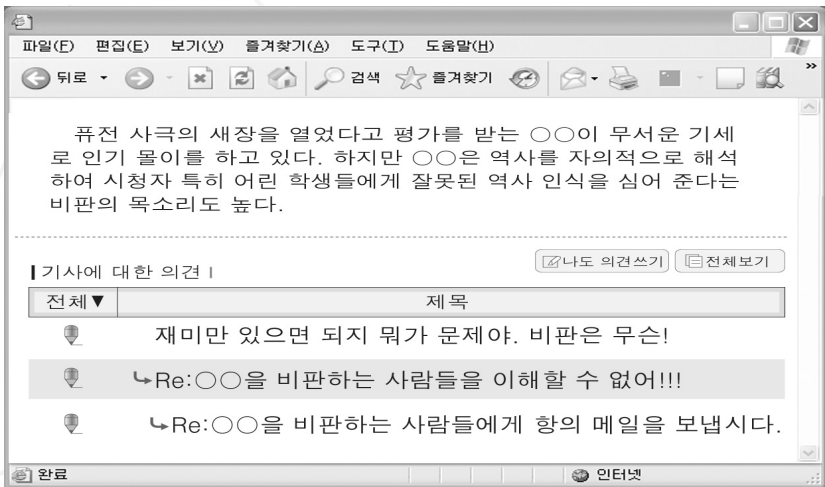 파일(F) 편집(E) 보기(V) 즐겨찾기(A) 도구(T) 도움말(H)
뒤로 검색 즐겨찾기 »
퓨전 사극의 새장을 열었다고 평가를 받는 ○○이 무서운 기세
로 인기 몰이를 하고 있다. 하지만 ○○은 역사를 자의적으로 해석
하여 시청자 특히 어린 학생들에게 잘못된 역사 인식을 심어 준다는
비판의 목소리도 높다.
나도 의견쓰기 전체보기
┃기사에 대한 의견 |
전체▼ 제목
재미만 있으면 되지 뭐가 문제야. 비판은 무슨!
↳Re:○○을 비판하는 사람들을 이해할 수 없어!!!
↳Re:○○을 비판하는 사람들에게 항의 메일을 보냅시다.
완료 인터넷